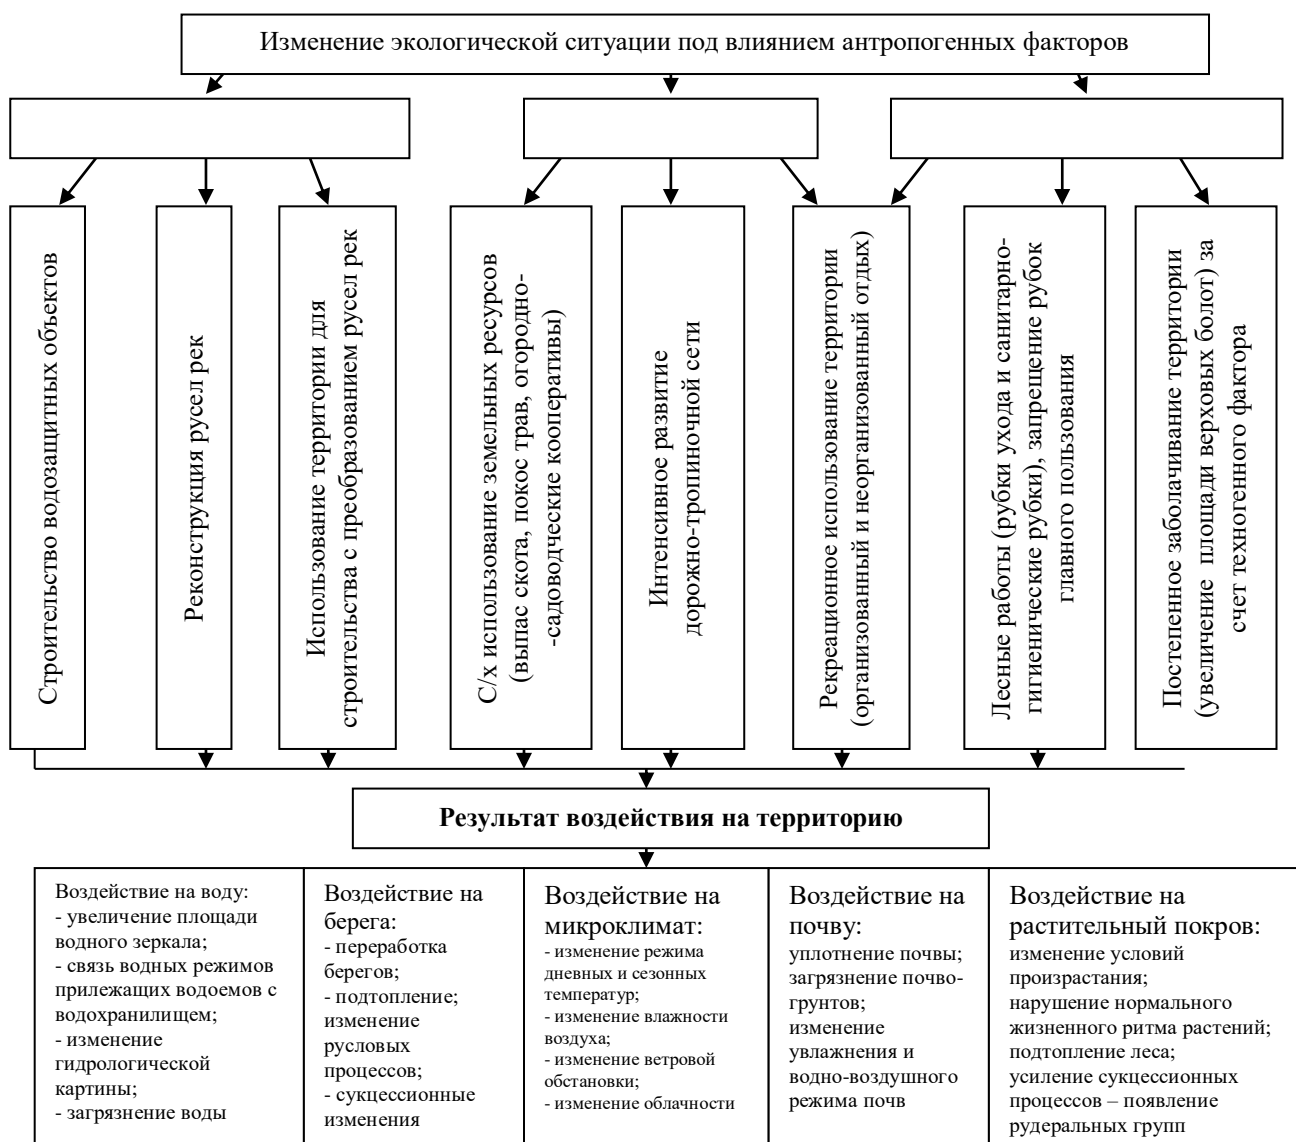 Изменение экологической ситуации под влиянием антропогенных факторов
Строительство водозащитных объектов
Реконструкция русел рек
Использование территории для
строительства с преобразованием русел рек
С/х использование земельных ресурсов
(выпас скота, покос трав, огородно-
-садоводческие кооперативы)
Интенсивное развитие
дорожно-тропиночной сети
Рекреационное использование территории
(организованный и неорганизованный отдых)
Лесные работы (рубки ухода и санитарно-
гигиенические рубки), запрещение рубок
главного пользования
Постепенное заболачивание территории
(увеличение площади верховых болот) за
счет техногенного фактора
Результат воздействия на территорию
Воздействие на воду:
- увеличение площади
водного зеркала;
- связь водных режимов
прилежащих водоемов с
водохранилищем;
- изменение
гидрологической
картины;
- загрязнение воды
Воздействие на
берега:
- переработка
берегов;
- подтопление;
изменение
русловых
процессов;
- сукцессионные
изменения
Воздействие на
микроклимат:
- изменение режима
дневных и сезонных
температур;
- изменение влажности
воздуха;
- изменение ветровой
обстановки;
- изменение облачности
Воздействие на
почву:
уплотнение почвы;
загрязнение почво-
грунтов;
изменение
увлажнения и
водно-воздушного
режима почв
Воздействие на
растительный покров:
изменение условий
произрастания;
нарушение нормального
жизненного ритма растений;
подтопление леса;
усиление сукцессионных
процессов – появление
рудеральных групп